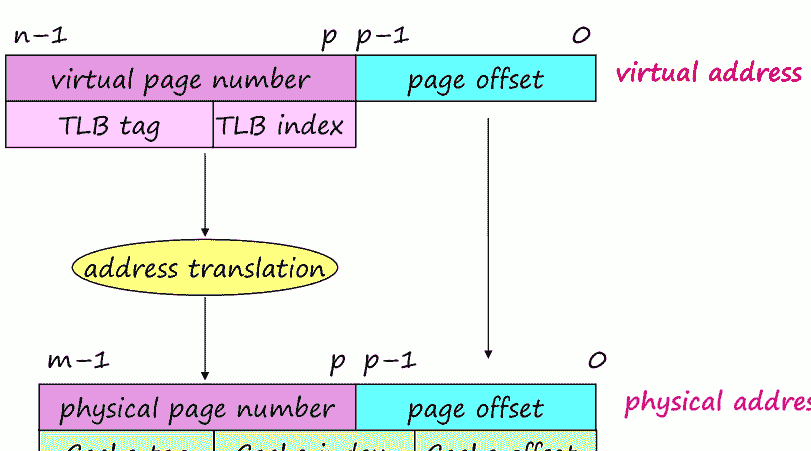 n-1 p p-1 0
virtual page number page offset virtual address
TLB tag TLB index
address translation
m-1 p p-1 0
physical page number page offset physical